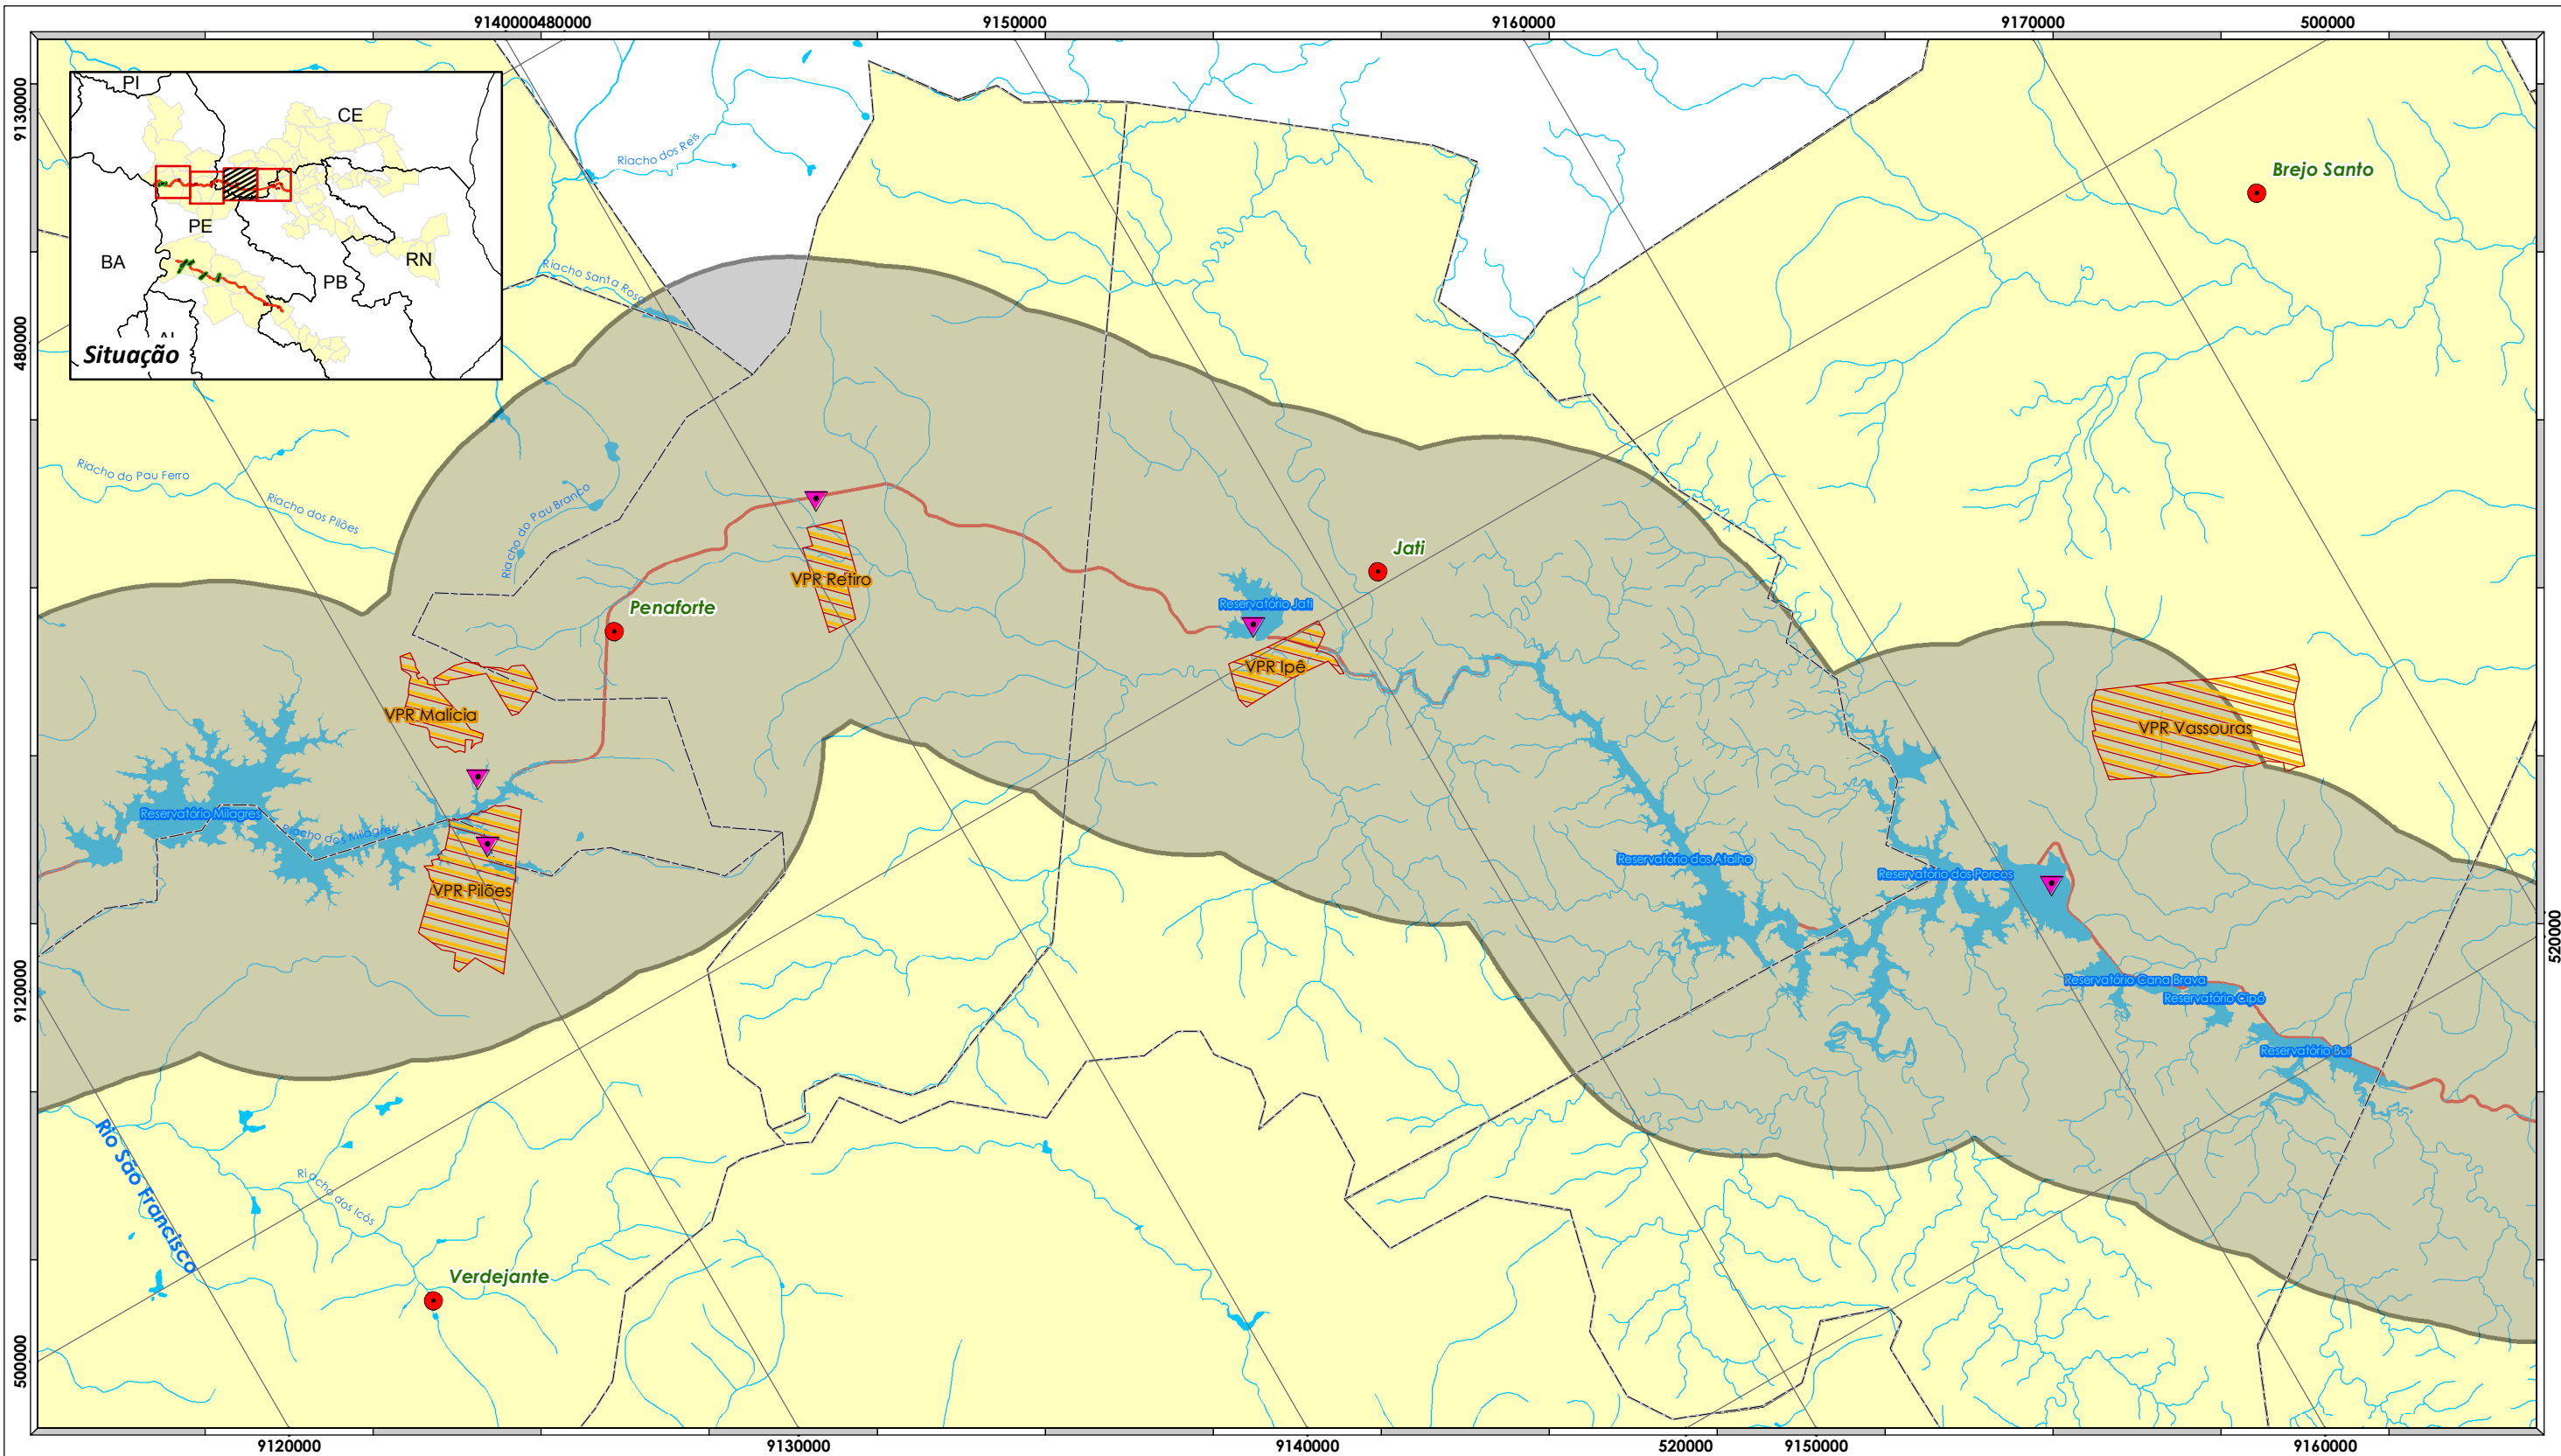 9140000
480000
9150000
9160000
9170000
500000
9130000
480000
9120000
500000
520000
PI
CE
PE
BA
PB
RN
Situação
Riacho dos Reis
Riacho Santa Rosa
Brejo Santo
Riacho do Pau Ferro
Riacho dos Pilões
Riacho do Pau Branco
VPR Retiro
Penaforte
Jati
Reservatório Jati
VPR Ipê
VPR Malícia
VPR Vassouras
Reservatório Milagres
Riacho dos Milagres
VPR Pilões
Reservatório dos Atalho
Reservatório dos Porcos
Reservatório Cana Brava
Reservatório Cipó
Reservatório Boi
Rio São Francisco
Riacho dos Icós
Verdejante
9120000
9130000
9140000
520000
9150000
9160000